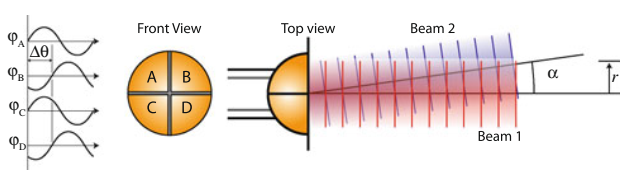 φA
Δθ
φB
φC
φD
Front View
A B
C D
Top view
Beam 2
α
r
Beam 1